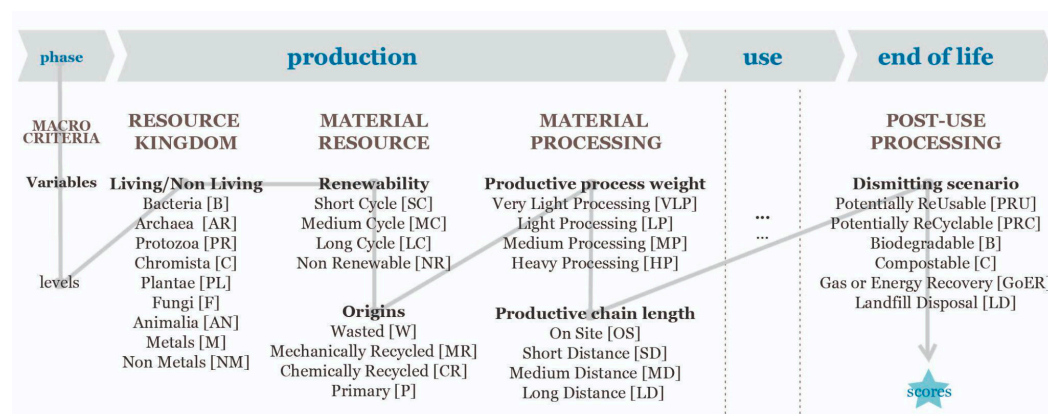 phase
production
use
end of life
MACRO
CRITERIA
RESOURCE
KINGDOM
MATERIAL
RESOURCE
MATERIAL
PROCESSING
POST-USE
PROCESSING
Variables
levels
Living/Non Living
Bacteria [B]
Archaea [AR]
Protozoa [PR]
Chromista [C]
Plantae [PL]
Fungi [F]
Animalia [AN]
Metals [M]
Non Metals [NM]
Renewability
Short Cycle [SC]
Medium Cycle [MC]
Long Cycle [LC]
Non Renewable [NR]
Origins
Wasted [W]
Mechanically Recycled [MR]
Chemically Recycled [CR]
Primary [P]
Productive process weight
Very Light Processing [VLP]
Light Processing [LP]
Medium Processing [MP]
Heavy Processing [HP]
Productive chain length
On Site [OS]
Short Distance [SD]
Medium Distance [MD]
Long Distance [LD]
...
...
Dismitting scenario
Potentially ReUsable [PRU]
Potentially ReCyclable [PRC]
Biodegradable [B]
Compostable [C]
Gas or Energy Recovery [GoER]
Landfill Disposal [LD]
scores